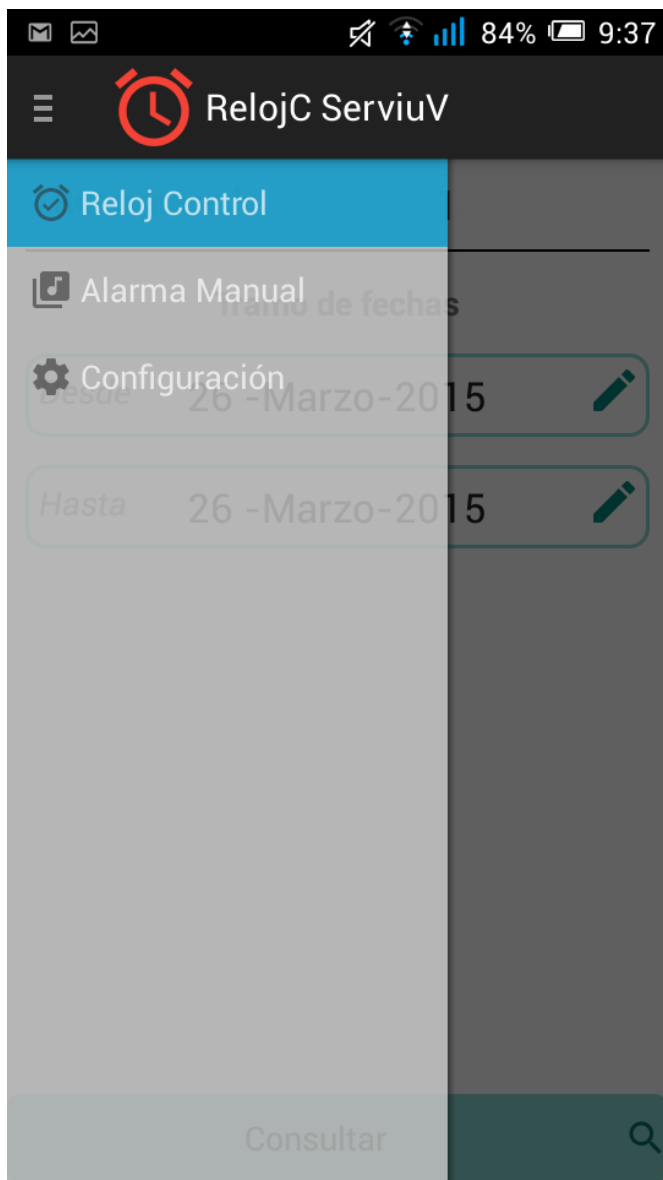 84% 9:37
RelojC ServiuV
Reloj Control
Alarma Manual
Tramo de fechas
Configuración
Desde 26 -Marzo-2015
Hasta 26 -Marzo-2015
Consultar